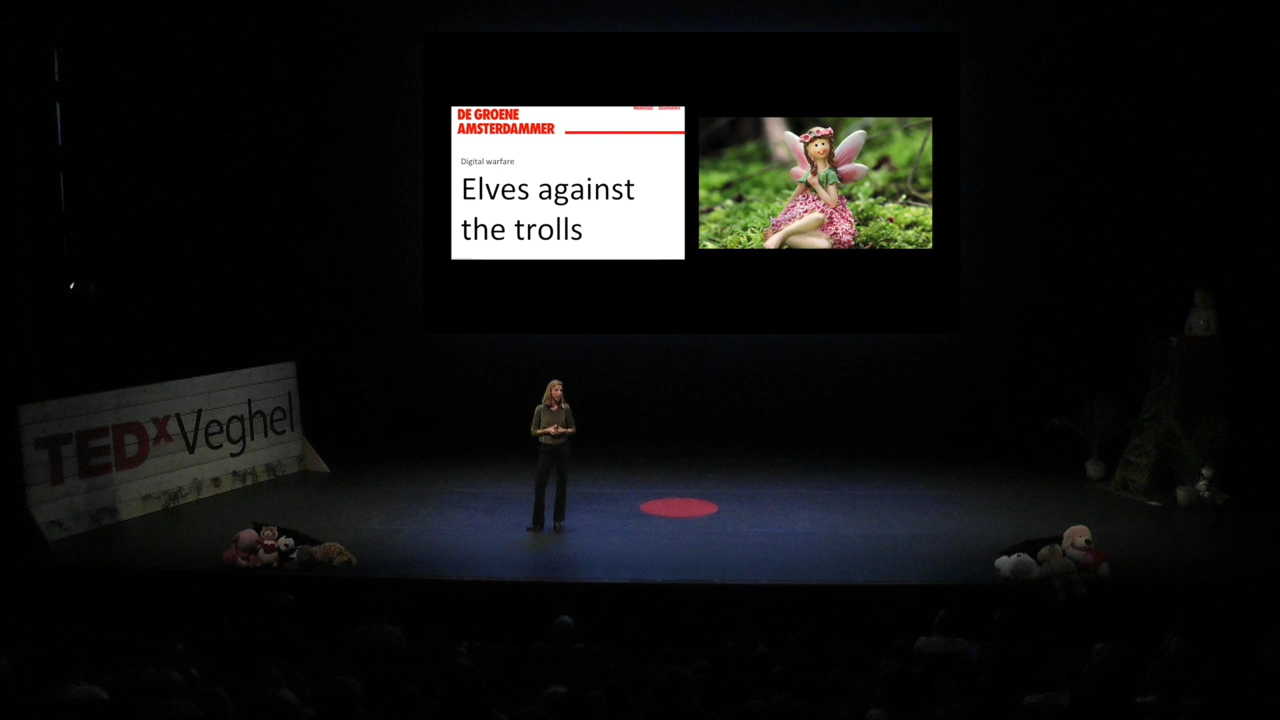 DE GROENE
AMSTERDAMMER
Digital warfare
Elves against
the trolls
TEDxVeghel